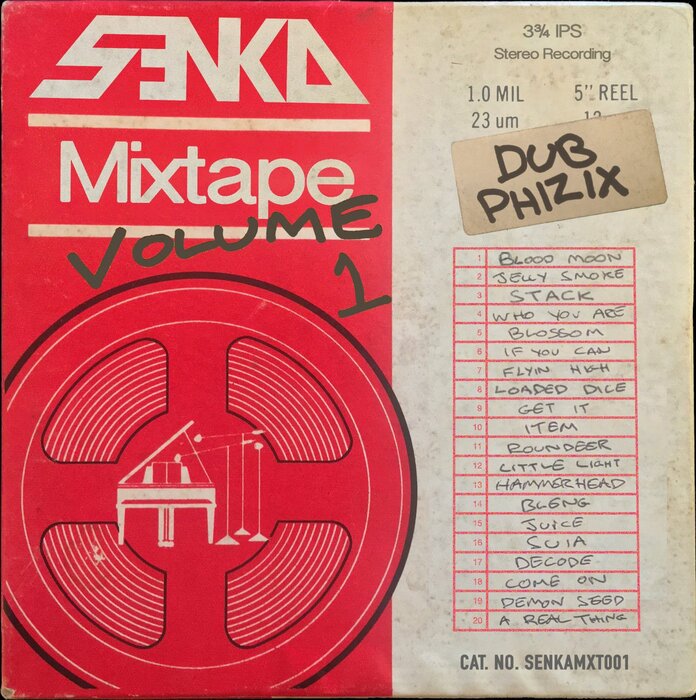 SENKA
Mixtape
VOLUME
1
3¾ IPS
Stereo Recording
1.0 MIL 5" REEL
23 um
DUB
PHIZIX
1 BLOOD MOON
2 JELLY SMOKE
3 STACK
4 WHO YOU ARE
5 BLOSSOM
6 IF YOU CAN
7 FLYIN HIGH
8 LOADED DICE
9 GET IT
10 ITEM
11 ROUNDEER
12 LITTLE LIGHT
13 HAMMERHEAD
14 BLENG
15 JUICE
16 SUIA
17 DECODE
18 COME ON
19 DEMON SEED
20 A REAL THING
CAT. NO. SENKAMXT001